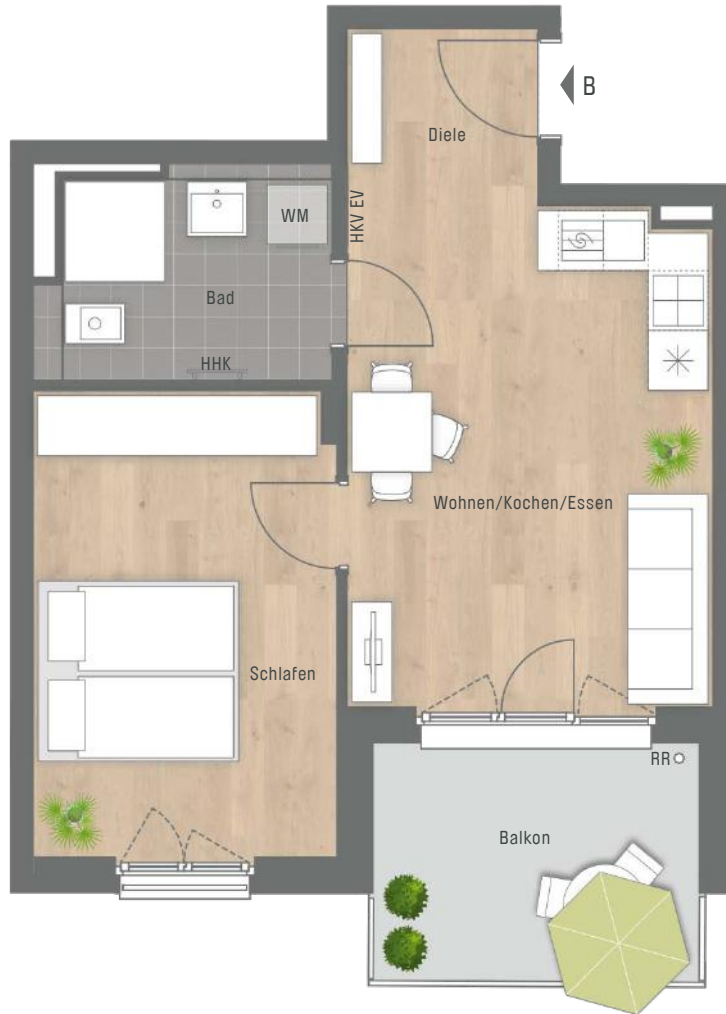 B
Diele
WM
HKV EV
Bad
HHK
Wohnen/Kochen/Essen
Schlafen
RR
Balkon